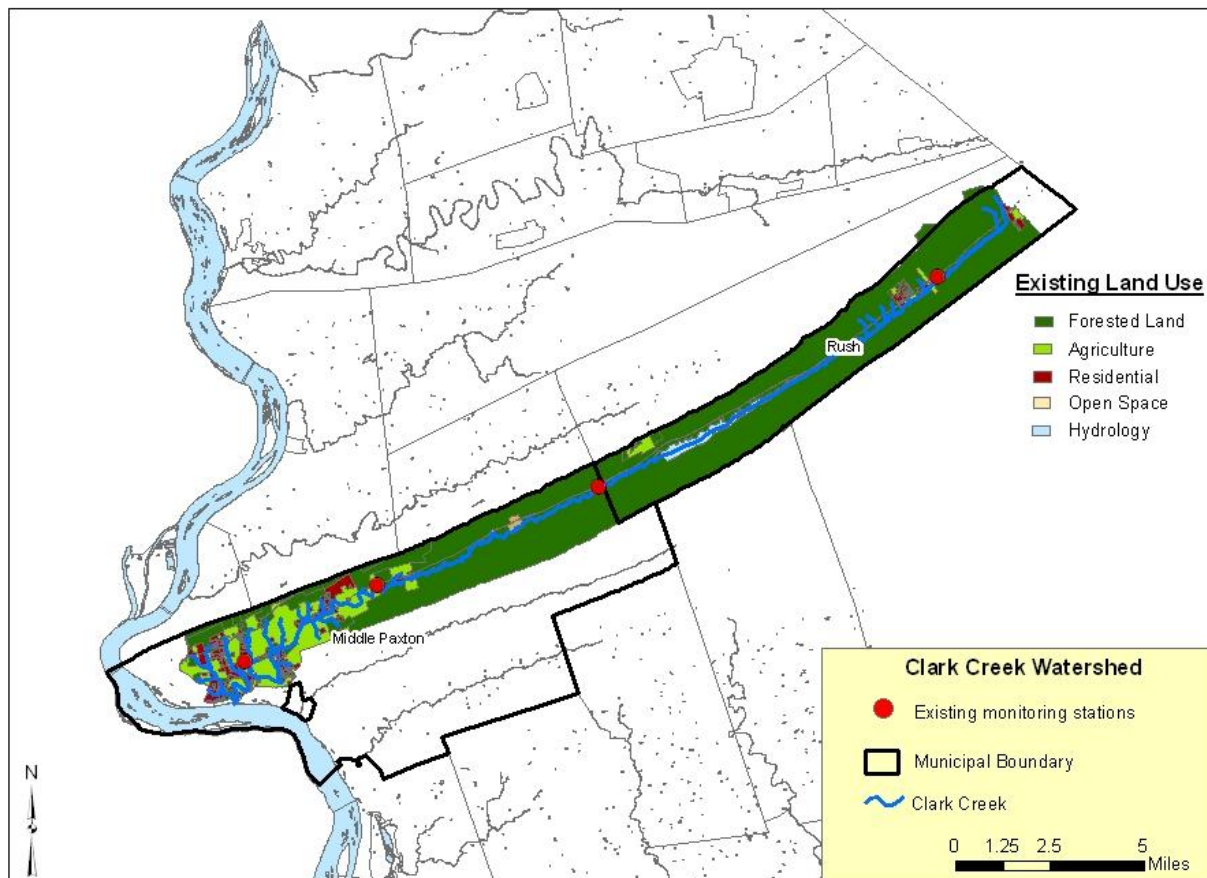 Existing Land Use
Forested Land
Agriculture
Residential
Open Space
Hydrology
Rush
Middle Paxton
Clark Creek Watershed
Existing monitoring stations
Municipal Boundary
Clark Creek
N
0 1.25 2.5 5
Miles